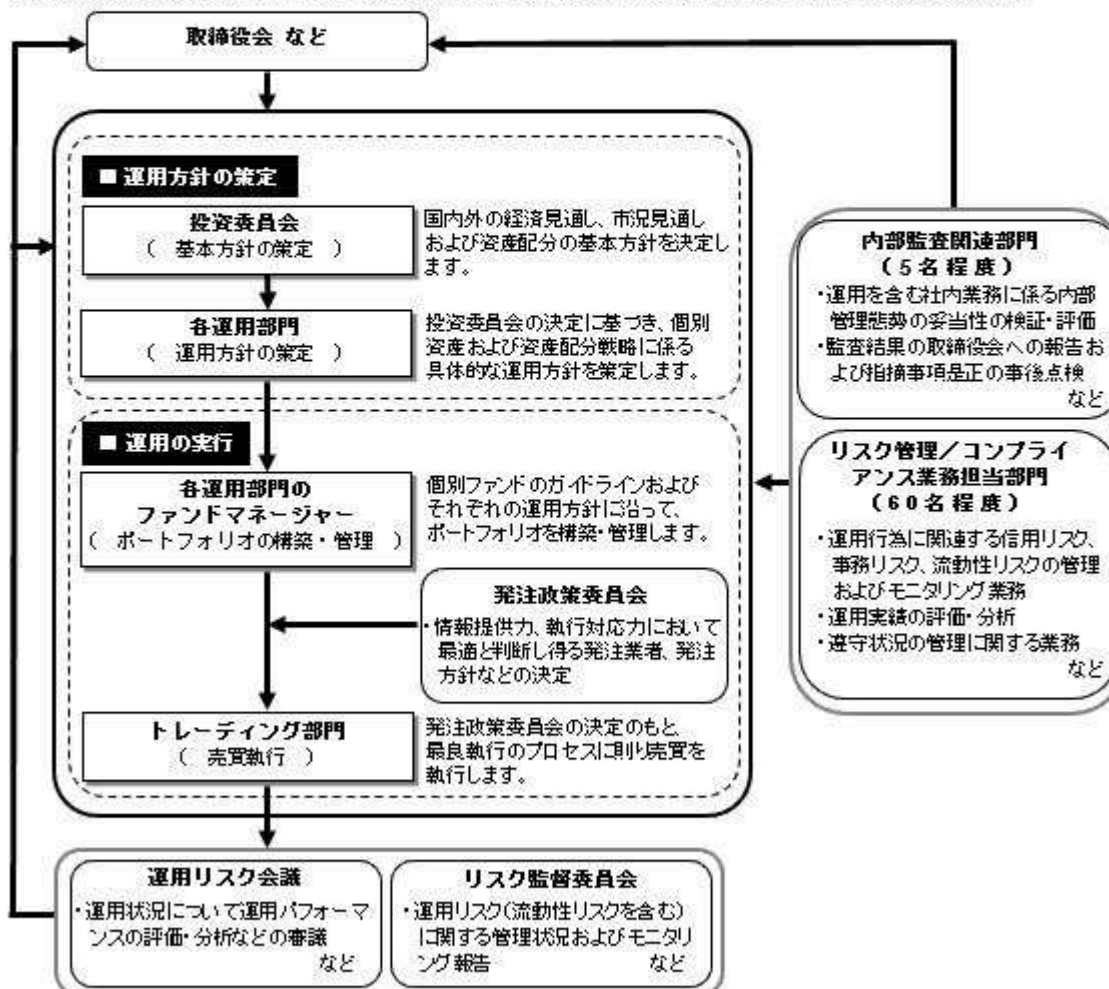 取締役会 など
■ 運用方針の策定
投資委員会
( 基本方針の策定 )
国内外の経済見通し、市況見通し
および資産配分の基本方針を決定し
ます。
各運用部門
( 運用方針の策定 )
投資委員会の決定に基づき、個別
資産および資産配分戦略に係る
具体的な運用方針を策定します。
■ 運用の実行
各運用部門の
ファンドマネージャー
( ポートフォリオの構築・管理 )
個別ファンドのガイドラインおよび
それぞれの運用方針に沿って、
ポートフォリオを構築・管理します。
発注政策委員会
・情報提供力、執行対応力において
最適と判断し得る発注業者、発注
方針などの決定
トレーディング部門
( 売買執行 )
発注政策委員会の決定のもと、
最良執行のプロセスに則り売買を
執行します。
内部監査関連部門
(5名程度)
・運用を含む社内業務に係る内部
管理態勢の妥当性の検証・評価
・監査結果の取締役会への報告お
よび指摘事項是正の事後点検
など
リスク管理/コンプライ
アンス業務担当部門
(60名程度)
・運用行為に関連する信用リスク、
事務リスク、流動性リスクの管理
およびモニタリング業務
・運用実績の評価・分析
・遵守状況の管理に関する業務
など
運用リスク会議
・運用状況について運用パフォーマ
ンスの評価・分析などの審議
など
リスク監督委員会
・運用リスク(流動性リスクを含む)
に関する管理状況およびモニタリ
ング報告 など